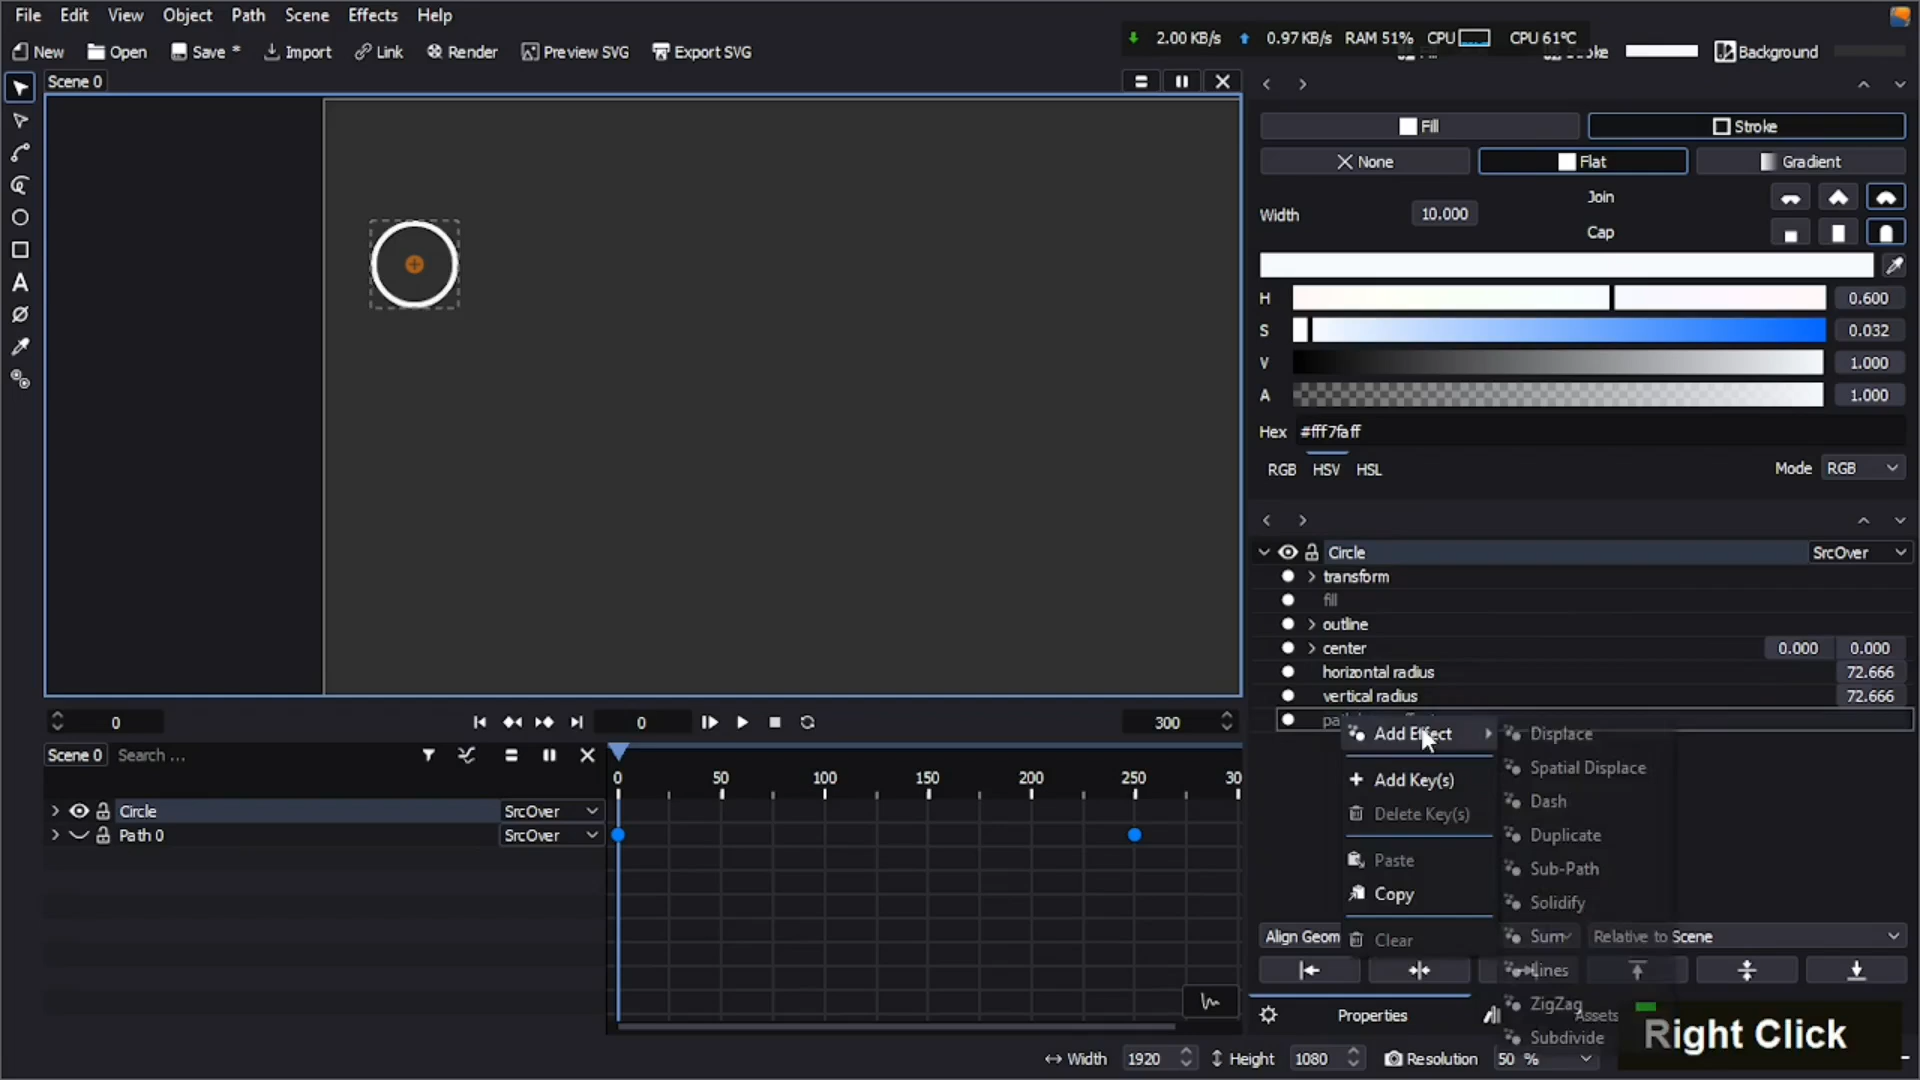 File Edit View Object Path Scene Effects Help
New Open Save * Import Link Render Preview SVG Export SVG
2.00 KB/s 0.97 KB/s RAM 51% CPU CPU 61°C
Background
Scene 0
Fill Stroke
None Flat Gradient
Width 10.000 Join
Cap
H 0.600
S 0.032
V 1.000
A 1.000
Hex #fff7faff
RGB HSV HSL Mode RGB
Circle SrcOver
transform
fill
outline
center 0.000 0.000
horizontal radius 72.666
vertical radius 72.666
0 0 300
Add Effect
Add Key(s)
Delete Key(s)
Paste
Copy
Clear
Displace
Spatial Displace
Dash
Duplicate
Sub-Path
Solidify
Sum
Lines
ZigZag
Subdivide
Scene 0 Search ...
0 50 100 150 200 250 30
Circle SrcOver
Path 0 SrcOver
Align Geom Relative to Scene
Properties Assets
Right Click
Width 1920 Height 1080 Resolution 50 %